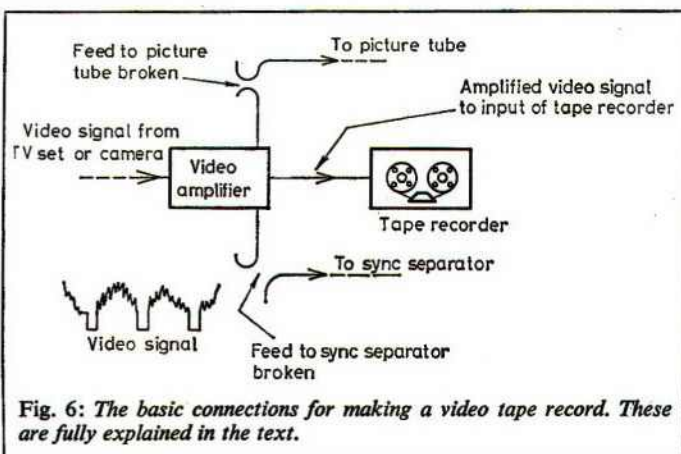 Feed to picture
tube broken
To picture tube
Amplified video signal
to input of tape recorder
Video signal from
TV set or camera
Video
amplifier
Tape recorder
To sync separator
Video signal
Feed to sync separator
broken
Fig. 6: The basic connections for making a video tape record. These
are fully explained in the text.